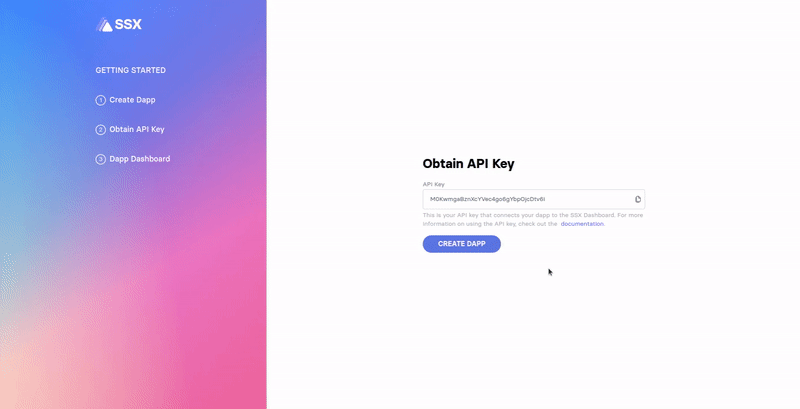 SSX
GETTING STARTED
1 Create Dapp
2 Obtain API Key
3 Dapp Dashboard
Obtain API Key
API Key
This is your API key that connects your dapp to the SSX Dashboard. For more
information on using the API key, check out the documentation.
CREATE DAPP